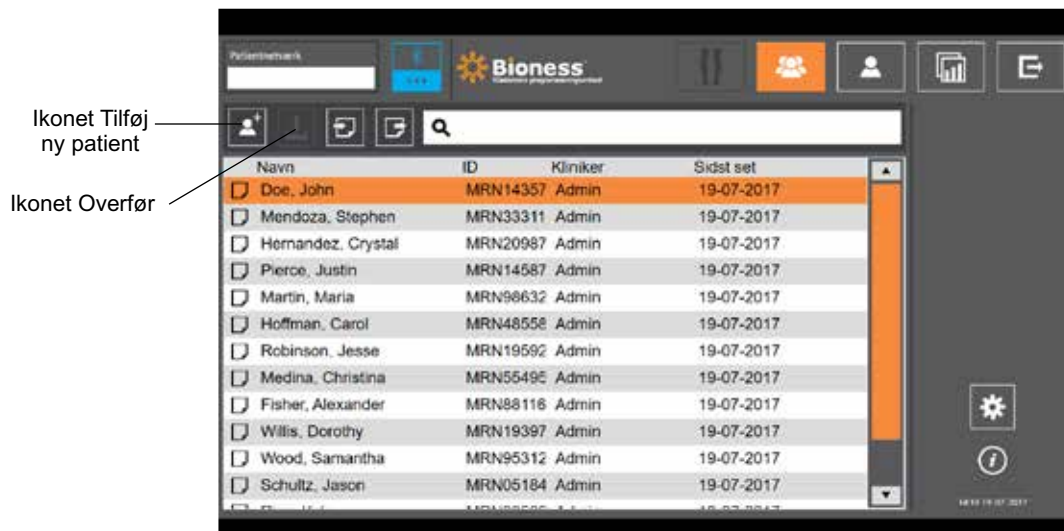 Ikonet Tilføj
ny patient
Ikonet Overfør
Patientnetværk
Bioness
Navn ID Kliniker Sidst set
Doe, John MRN14357 Admin 19-07-2017
Mendoza, Stephen MRN33311 Admin 19-07-2017
Hernandez, Crystal MRN20987 Admin 19-07-2017
Pierce, Justin MRN14587 Admin 19-07-2017
Martin, Maria MRN98632 Admin 19-07-2017
Hoffman, Carol MRN48558 Admin 19-07-2017
Robinson, Jesse MRN19592 Admin 19-07-2017
Medina, Christina MRN55495 Admin 19-07-2017
Fisher, Alexander MRN88116 Admin 19-07-2017
Willis, Dorothy MRN19397 Admin 19-07-2017
Wood, Samantha MRN95312 Admin 19-07-2017
Schultz, Jason MRN05184 Admin 19-07-2017